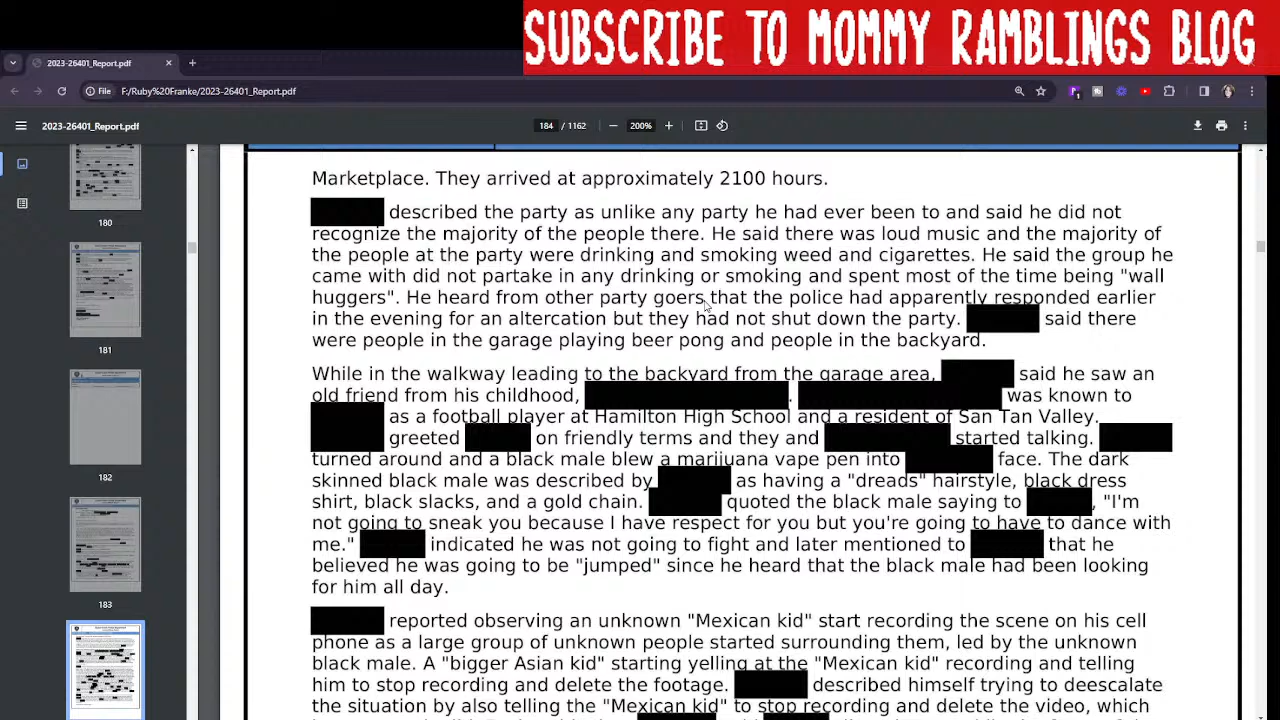 SUBSCRIBE TO MOMMY RAMBLINGS BLOG
2023-26401_Report.pdf
File F:/Ruby%20Franke/2023-26401_Report.pdf
2023-26401_Report.pdf 184 / 1162 200%
180
181
182
183
Marketplace. They arrived at approximately 2100 hours.
described the party as unlike any party he had ever been to and said he did not
recognize the majority of the people there. He said there was loud music and the majority of
the people at the party were drinking and smoking weed and cigarettes. He said the group he
came with did not partake in any drinking or smoking and spent most of the time being "wall
huggers". He heard from other party goers that the police had apparently responded earlier
in the evening for an altercation but they had not shut down the party. said there
were people in the garage playing beer pong and people in the backyard.
While in the walkway leading to the backyard from the garage area, said he saw an
old friend from his childhood, . was known to
as a football player at Hamilton High School and a resident of San Tan Valley.
greeted on friendly terms and they and started talking.
turned around and a black male blew a marijuana vape pen into face. The dark
skinned black male was described by as having a "dreads" hairstyle, black dress
shirt, black slacks, and a gold chain. quoted the black male saying to , "I'm
not going to sneak you because I have respect for you but you're going to have to dance with
me." indicated he was not going to fight and later mentioned to that he
believed he was going to be "jumped" since he heard that the black male had been looking
for him all day.
reported observing an unknown "Mexican kid" start recording the scene on his cell
phone as a large group of unknown people started surrounding them, led by the unknown
black male. A "bigger Asian kid" starting yelling at the "Mexican kid" recording and telling
him to stop recording and delete the footage. described himself trying to deescalate
the situation by also telling the "Mexican kid" to stop recording and delete the video, which